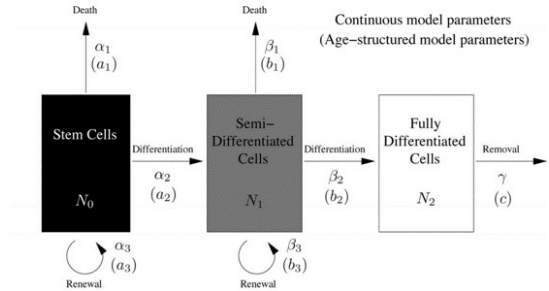 Death
α₁
(a₁)
Death
β₁
(b₁)
Continuous model parameters
(Age−structured model parameters)
Stem Cells
N₀
Differentiation
α₂
(a₂)
Semi−
Differentiated
Cells
N₁
Differentiation
β₂
(b₂)
Fully
Differentiated
Cells
N₂
Removal
γ
(c)
α₃
(a₃)
Renewal
β₃
(b₃)
Renewal